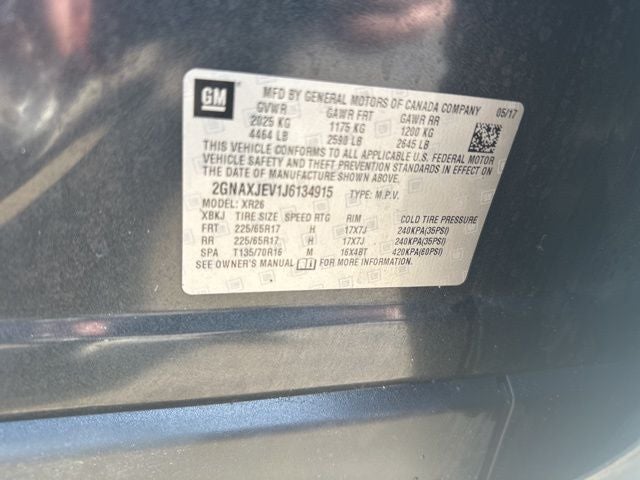 GM
MFD BY GENERAL MOTORS OF CANADA COMPANY 05/17
GVWR GAWR FRT GAWR RR
2025 KG 1175 KG 1200 KG
4464 LB 2590 LB 2645 LB
THIS VEHICLE CONFORMS TO ALL APPLICABLE U.S. FEDERAL MOTOR
VEHICLE SAFETY AND THEFT PREVENTION STANDARDS IN EFFECT ON
THE DATE OF MANUFACTURE SHOWN ABOVE.
2GNAXJEV1J6134915 TYPE: M.P.V.
MODEL: XR26
XBKJ TIRE SIZE SPEED RTG RIM COLD TIRE PRESSURE
FRT 225/65R17 H 17X7J 240KPA(35PSI)
RR 225/65R17 H 17X7J 240KPA(35PSI)
SPA T135/70R16 M 16X4BT 420KPA(60PSI)
SEE OWNER'S MANUAL FOR MORE INFORMATION.